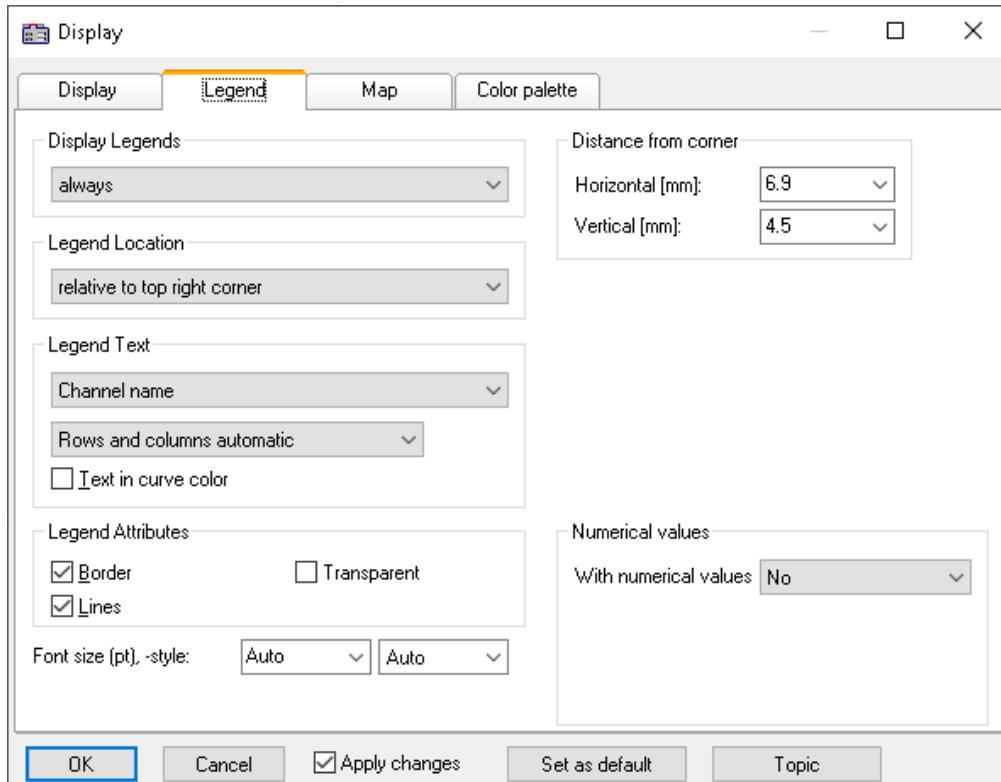 Display
Display Legend Map Color palette
Display Legends
always
Legend Location
relative to top right corner
Legend Text
Channel name
Rows and columns automatic
Text in curve color
Legend Attributes
Border Transparent
Lines
Font size (pt), -style: Auto Auto
Distance from corner
Horizontal [mm]: 6.9
Vertical [mm]: 4.5
Numerical values
With numerical values No
OK Cancel Apply changes Set as default Topic